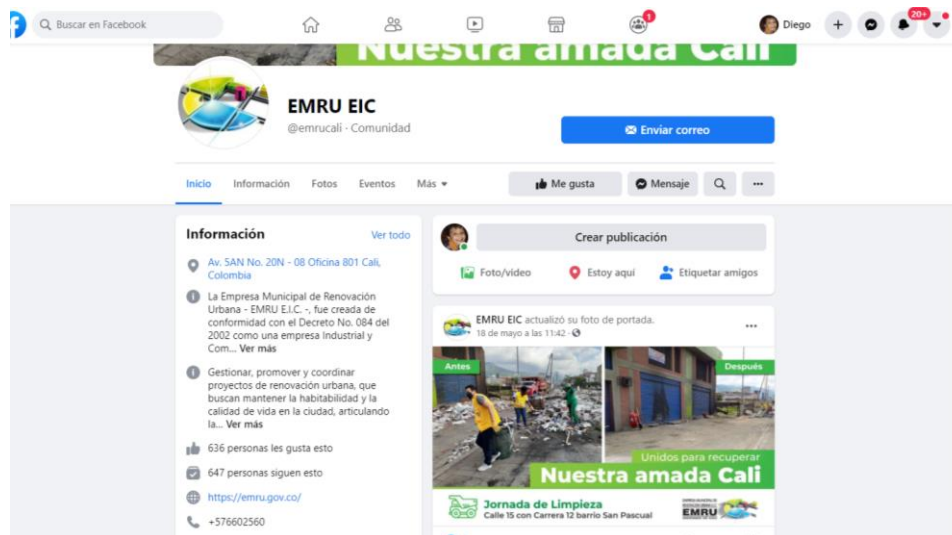 Buscar en Facebook
1
Diego
20+
Nuestra amada Cali
EMRU EIC
@emrucali · Comunidad
Enviar correo
Inicio
Información
Fotos
Eventos
Más
Me gusta
Mensaje
Información
Ver todo
Av. 5AN No. 20N - 08 Oficina 801 Cali,
Colombia
La Empresa Municipal de Renovación
Urbana - EMRU E.I.C. -, fue creada de
conformidad con el Decreto No. 084 del
2002 como una empresa Industrial y
Com... Ver más
Gestionar, promover y coordinar
proyectos de renovación urbana, que
buscan mantener la habitabilidad y la
calidad de vida en la ciudad, articulando
la... Ver más
636 personas les gusta esto
647 personas siguen esto
https://emru.gov.co/
+576602560
Crear publicación
Foto/video
Estoy aquí
Etiquetar amigos
EMRU EIC actualizó su foto de portada.
18 de mayo a las 11:42 ·
Antes
Después
Unidos para recuperar
Nuestra amada Cali
Jornada de Limpieza
Calle 15 con Carrera 12 barrio San Pascual
EMRU